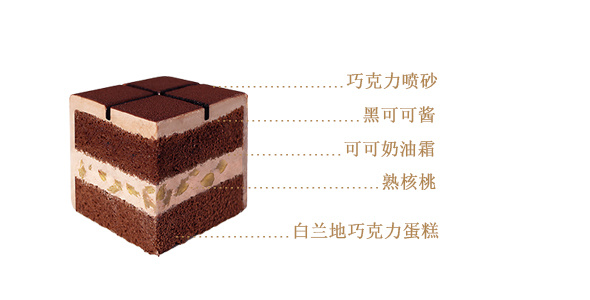 巧克力喷砂
黑可可酱
可可奶油霜
熟核桃
白兰地巧克力蛋糕